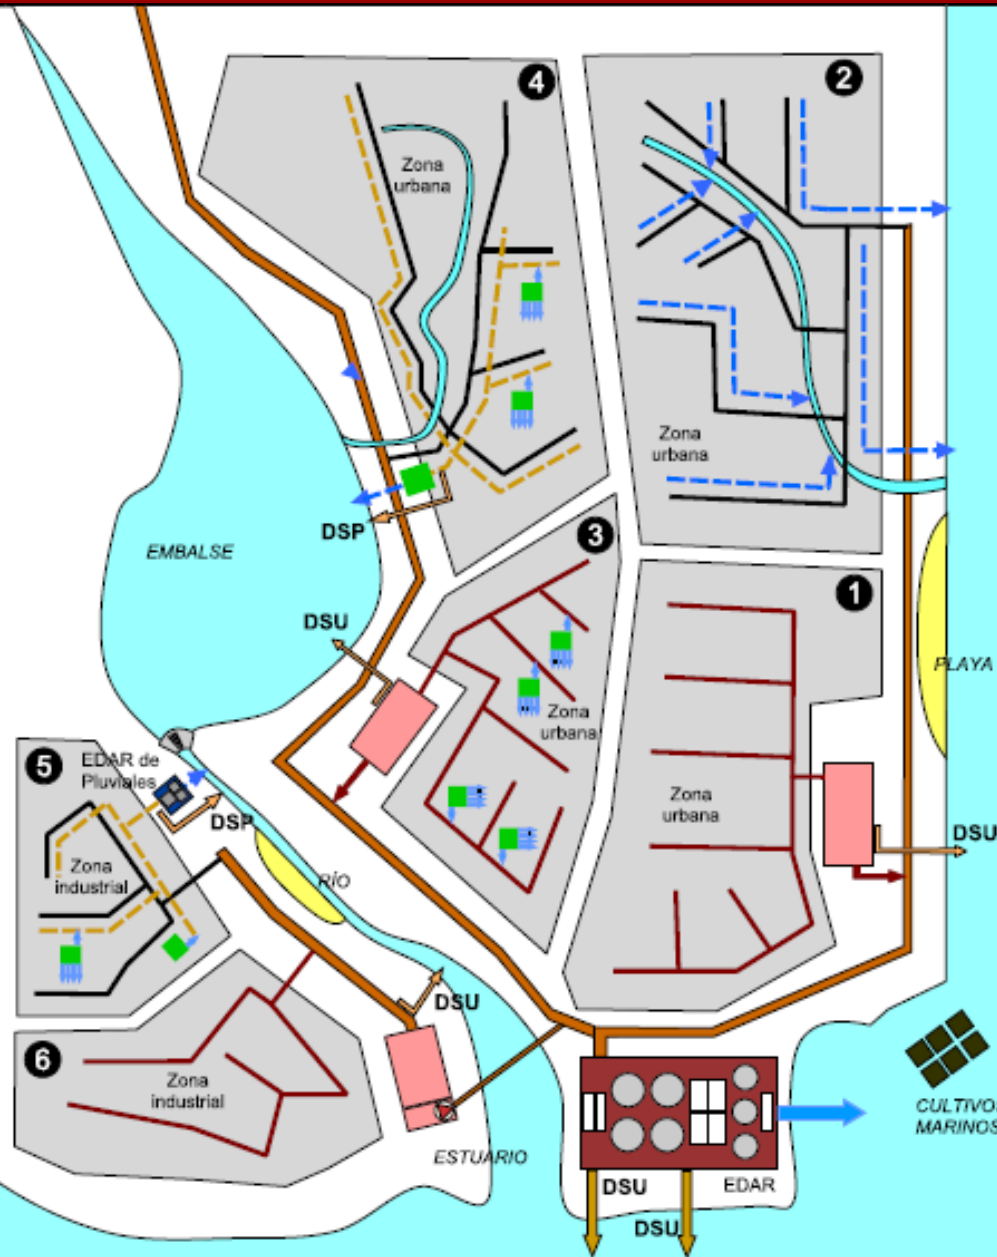 4
2
Zona
urbana
Zona
urbana
DSP
3
EMBALSE
1
DSU
PLAYA
Zona
urbana
5
EDAR de
Pluviales
Zona
urbana
DSP
DSU
Zona
industrial
RÍO
DSU
6
Zona
industrial
CULTIVOS
MARINOS
ESTUARIO
DSU
EDAR
DSU